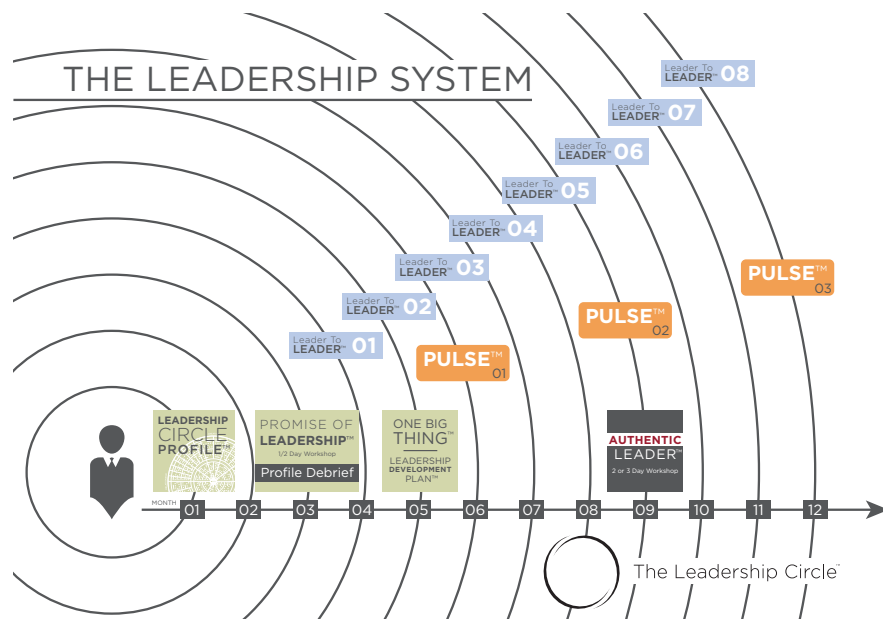 THE LEADERSHIP SYSTEM
Leader To
LEADER™ 08
Leader To
LEADER™ 07
Leader To
LEADER™ 06
Leader To
LEADER™ 05
Leader To
LEADER™ 04
Leader To
LEADER™ 03
Leader To
LEADER™ 02
Leader To
LEADER™ 01
PULSE™
01
PULSE™
02
PULSE™
03
LEADERSHIP
CIRCLE
PROFILE™
PROMISE OF
LEADERSHIP™
1/2 Day Workshop
Profile Debrief
ONE BIG
THING™
LEADERSHIP
DEVELOPMENT
PLAN™
AUTHENTIC
LEADER™
2 or 3 Day Workshop
MONTH 01 02 03 04 05 06 07 08 09 10 11 12
The Leadership Circle™